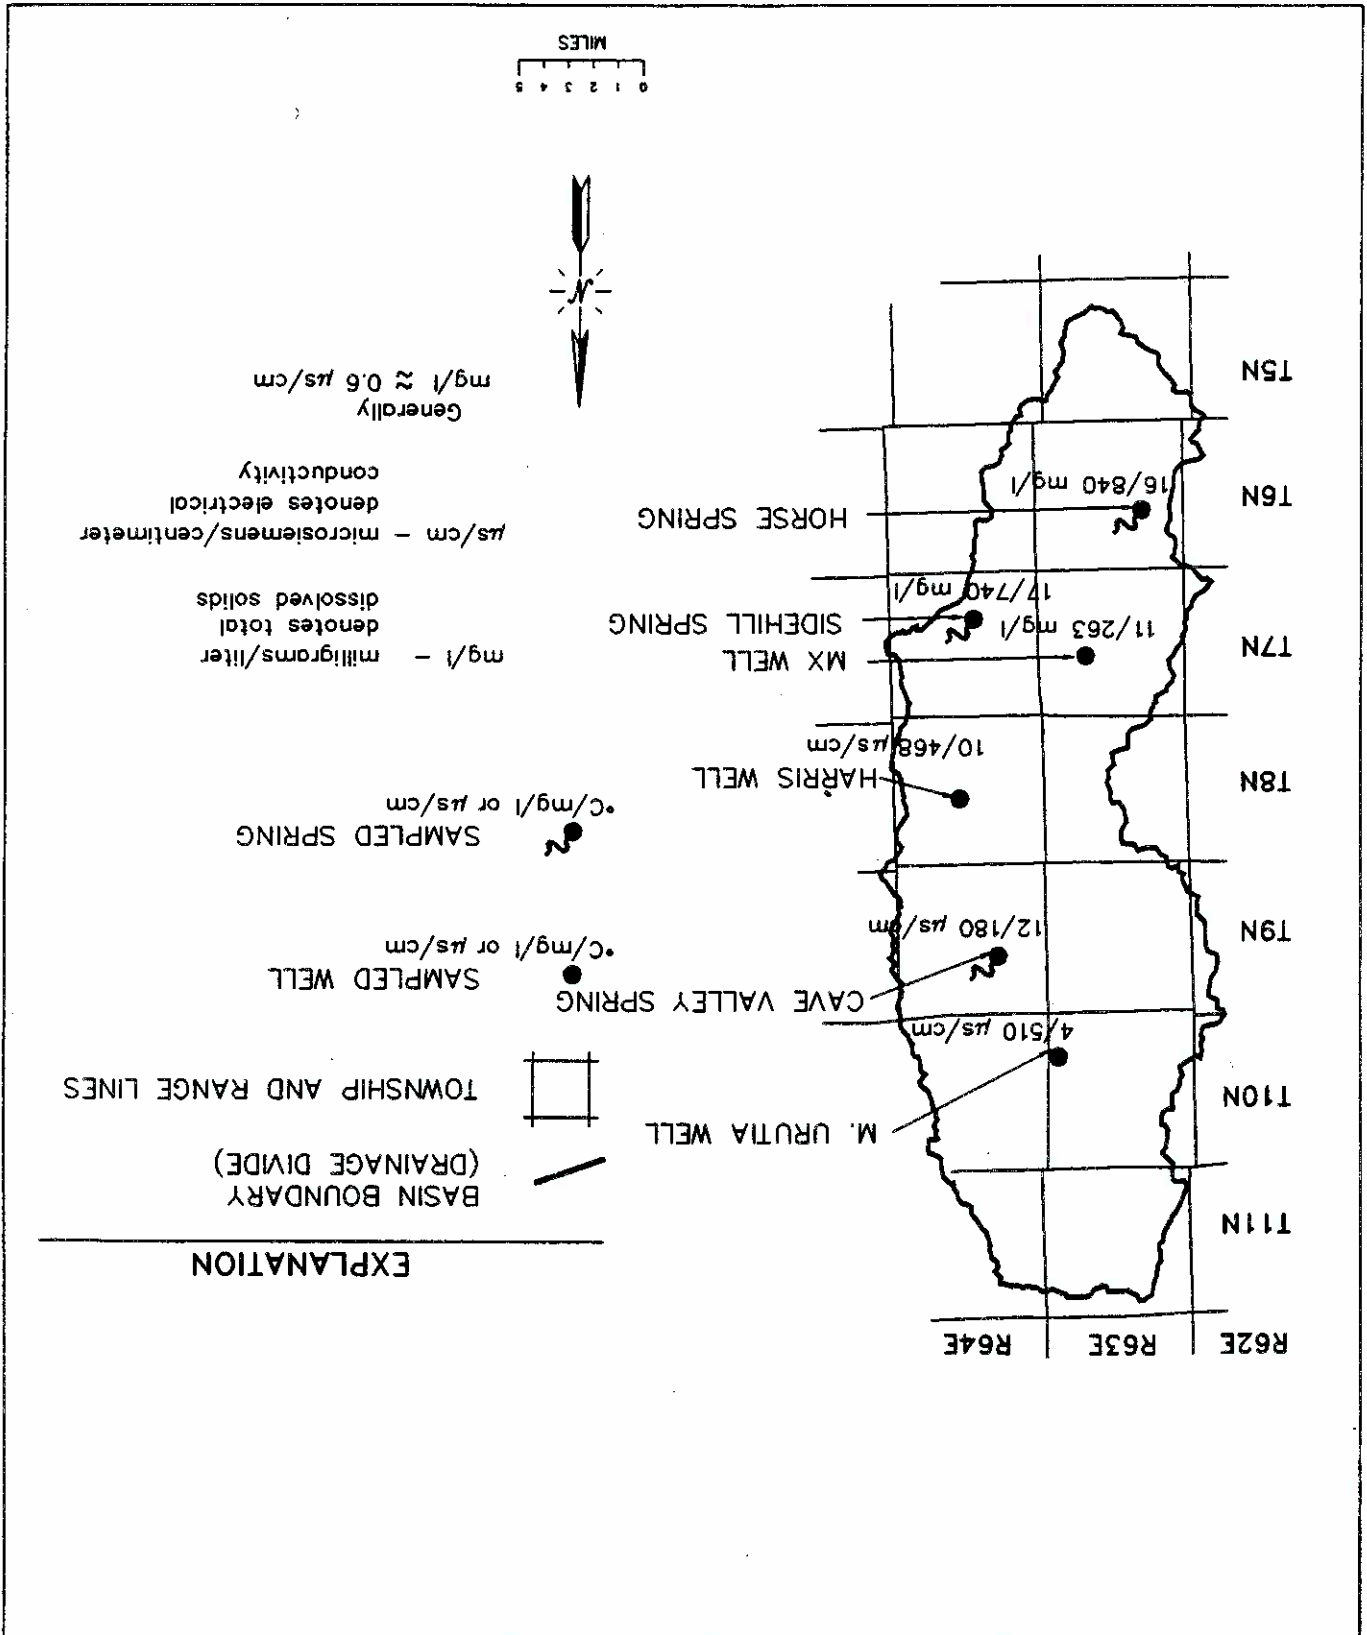 R62E
R63E
R64E
T11N
T10N
T9N
T8N
T7N
T6N
T5N
M. URUTIA WELL
4/510 µs/cm
CAVE VALLEY SPRING
12/180 µs/cm
HARRIS WELL
10/468 µs/cm
MX WELL
11/263 mg/l
SIDEHILL SPRING
17/740 mg/l
HORSE SPRING
16/840 mg/l
EXPLANATION
BASIN BOUNDARY
(DRAINAGE DIVIDE)
TOWNSHIP AND RANGE LINES
SAMPLED WELL
°C/mg/l or µs/cm
SAMPLED SPRING
°C/mg/l or µs/cm
mg/l – milligrams/liter
denotes total
dissolved solids
µs/cm – microsiemens/centimeter
denotes electrical
conductivity
Generally
mg/l ≈ 0.6 µs/cm
N
0 1 2 3 4 5
MILES